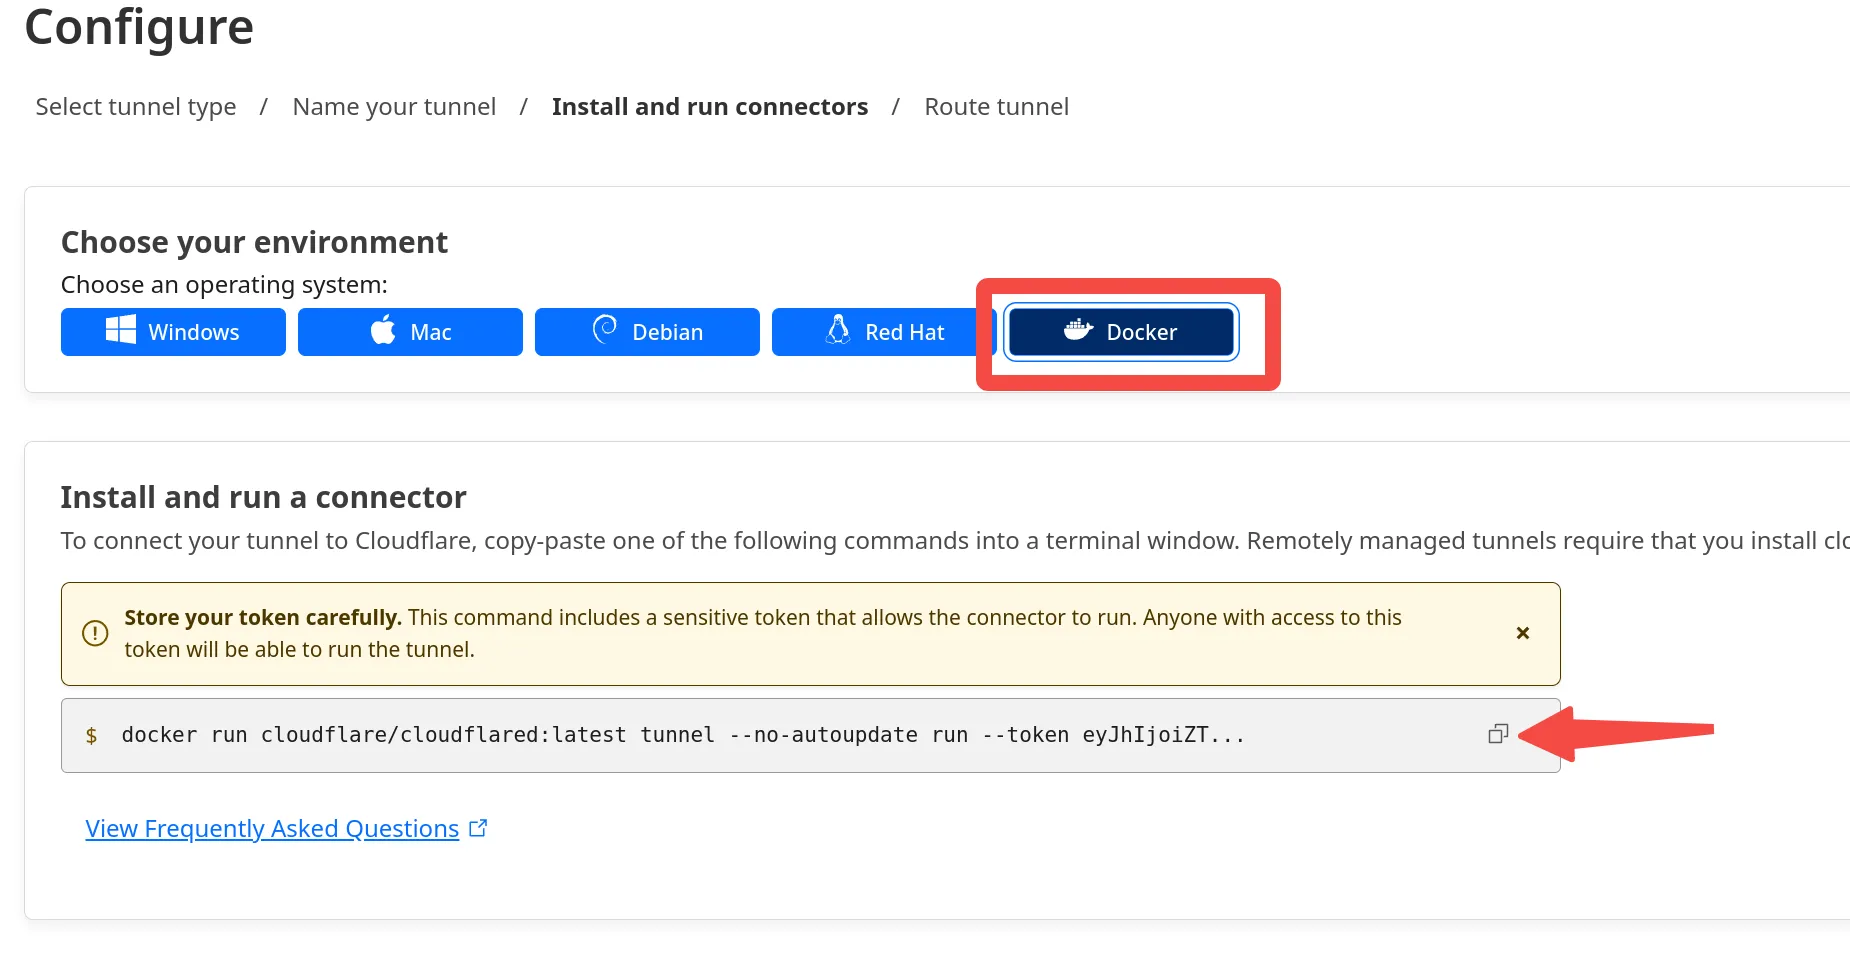 Configure
Select tunnel type / Name your tunnel / Install and run connectors / Route tunnel
Choose your environment
Choose an operating system:
Windows Mac Debian Red Hat Docker
Install and run a connector
To connect your tunnel to Cloudflare, copy-paste one of the following commands into a terminal window. Remotely managed tunnels require that you install
Store your token carefully. This command includes a sensitive token that allows the connector to run. Anyone with access to this
token will be able to run the tunnel.
$ docker run cloudflare/cloudflared:latest tunnel --no-autoupdate run --token eyJhIjoiZT...
View Frequently Asked Questions